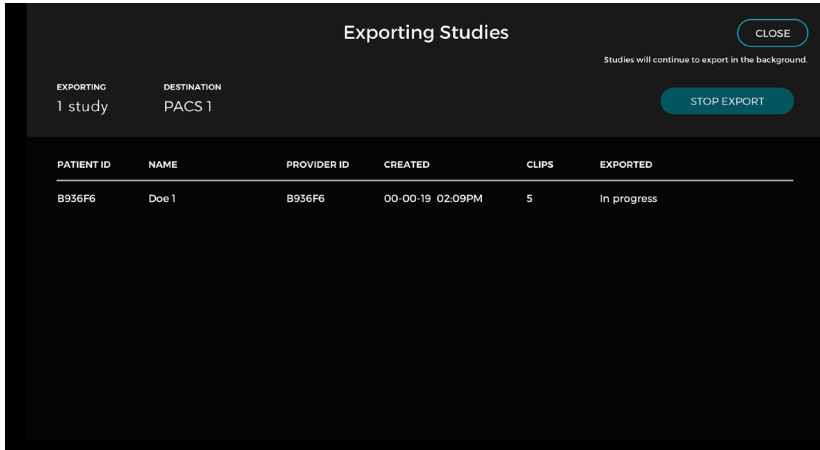 Exporting Studies
CLOSE
Studies will continue to export in the background.
EXPORTING DESTINATION
1 study PACS 1
STOP EXPORT
PATIENT ID NAME PROVIDER ID CREATED CLIPS EXPORTED
B936F6 Doe 1 B936F6 00-00-19 02:09PM 5 In progress